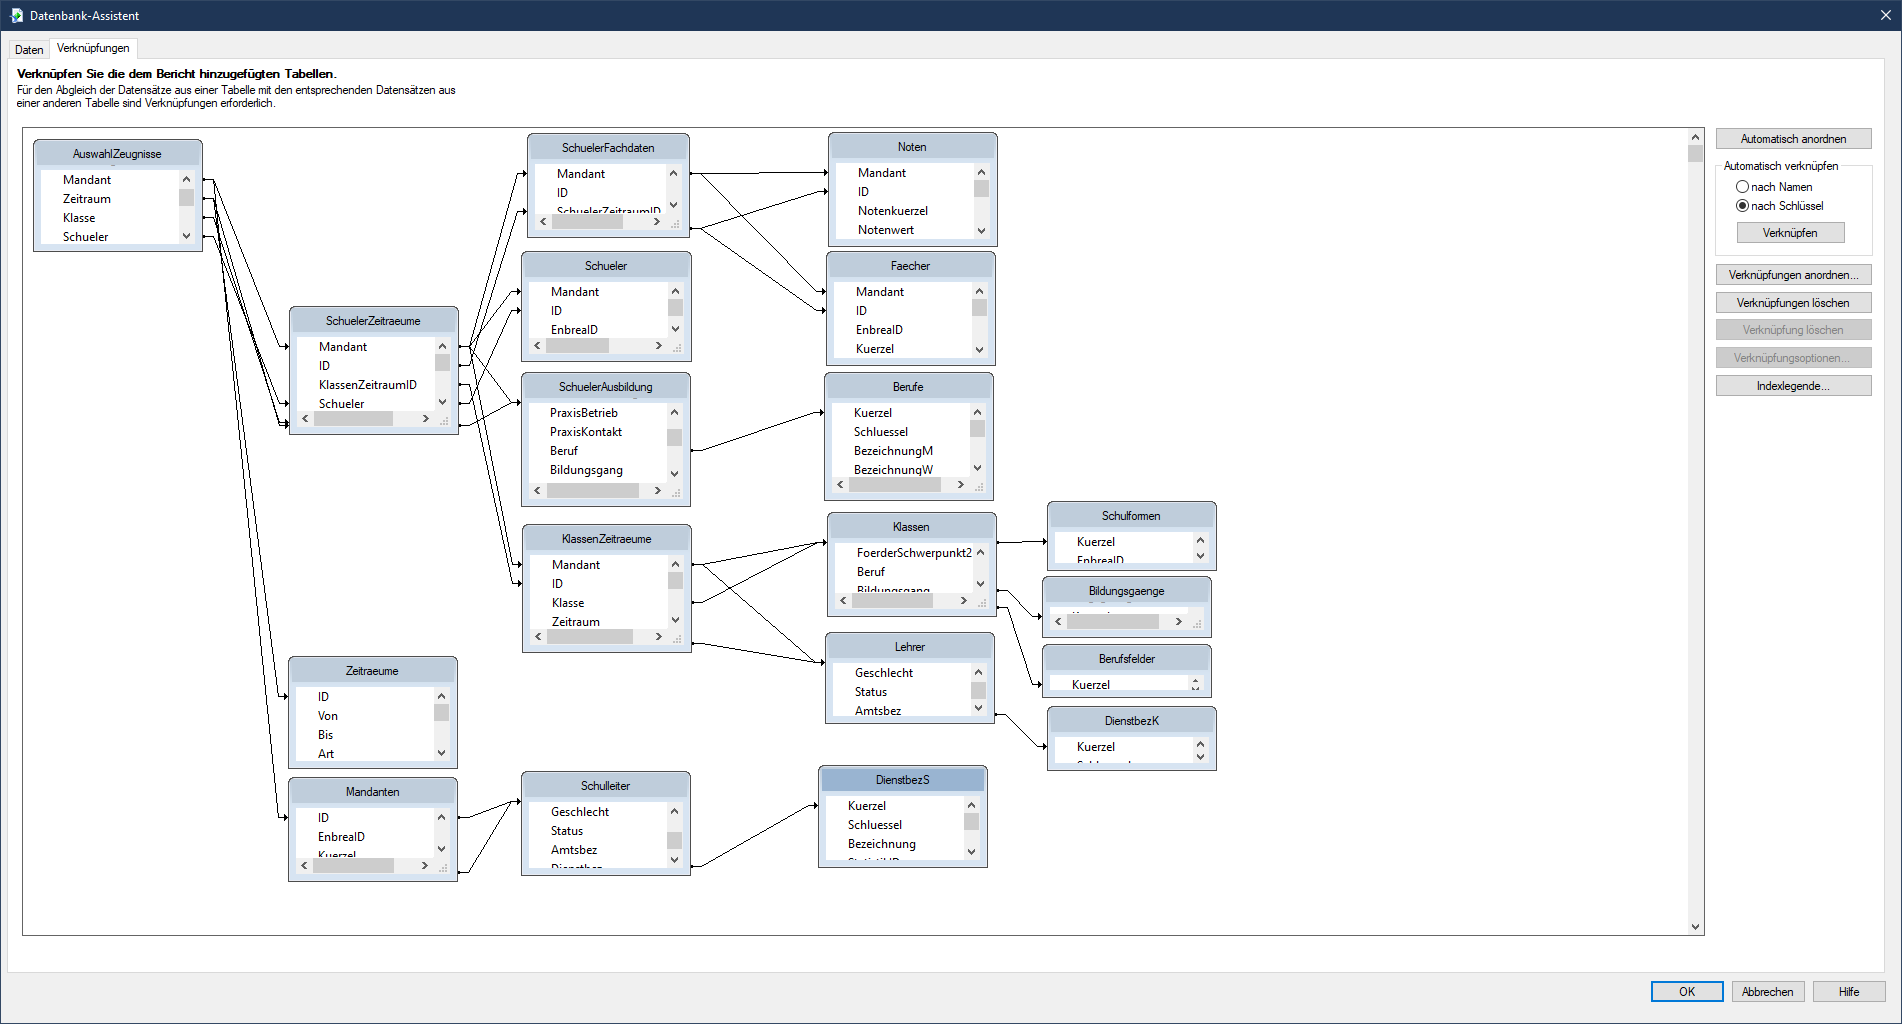 Datenbank-Assistent
Daten
Verknüpfungen
Verknüpfen Sie die dem Bericht hinzugefügten Tabellen.
Für den Abgleich der Datensätze aus einer Tabelle mit den entsprechenden Datensätzen aus
einer anderen Tabelle sind Verknüpfungen erforderlich.
AuswahlZeugnisse
Mandant
Zeitraum
Klasse
Schueler
SchuelerZeitraeume
Mandant
ID
KlassenZeitraumID
Schueler
Zeitraeume
ID
Von
Bis
Art
Mandanten
ID
EnbrealD
Kuerzel
SchuelerFachdaten
Mandant
ID
SchuelerZeitraumID
Schueler
Mandant
ID
EnbrealD
SchuelerAusbildung
PraxisBetrieb
PraxisKontakt
Beruf
Bildungsgang
KlassenZeitraeume
Mandant
ID
Klasse
Zeitraum
Schulleiter
Geschlecht
Status
Amtsbez
Dienstbez
Noten
Mandant
ID
Notenkuerzel
Notenwert
Faecher
Mandant
ID
EnbrealD
Kuerzel
Berufe
Kuerzel
Schluessel
BezeichnungM
BezeichnungW
Klassen
FoerderSchwerpunkt2
Beruf
Bildungsgang
Lehrer
Geschlecht
Status
Amtsbez
DienstbezS
Kuerzel
Schluessel
Bezeichnung
Schulformen
Kuerzel
EnbrealD
Bildungsgaenge
Berufsfelder
Kuerzel
DienstbezK
Kuerzel
Automatisch anordnen
Automatisch verknüpfen
nach Namen
nach Schlüssel
Verknüpfen
Verknüpfungen anordnen...
Verknüpfungen löschen
Verknüpfung löschen
Verknüpfungsoptionen...
Indexlegende...
OK
Abbrechen
Hilfe